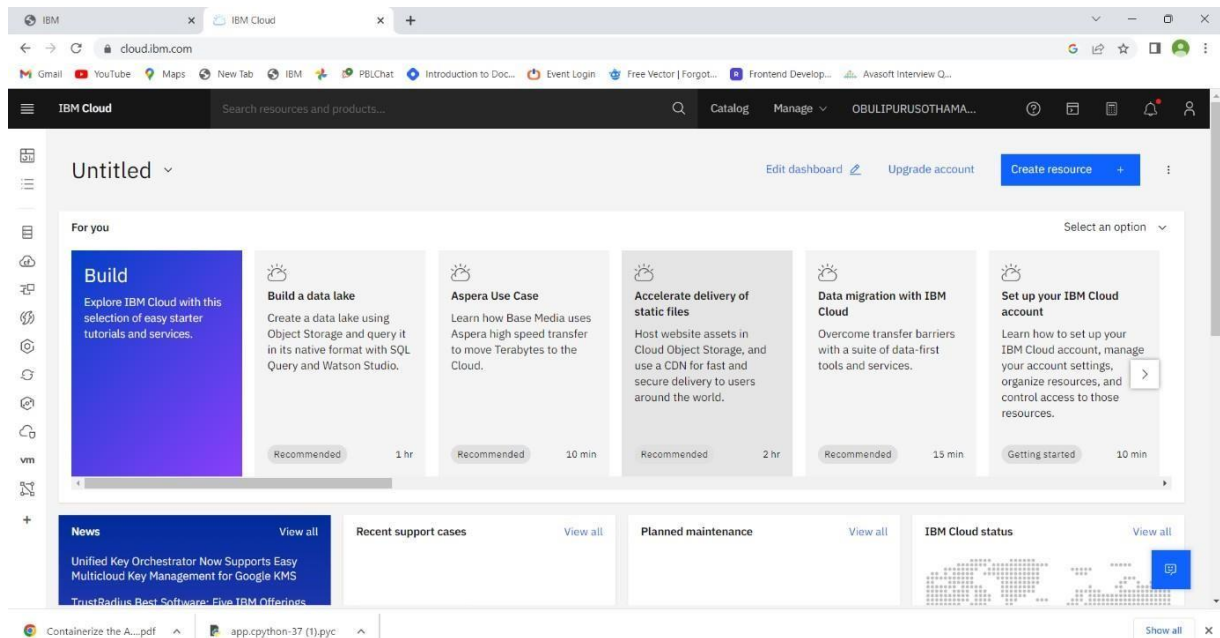 IBM
IBM Cloud
cloud.ibm.com
Gmail YouTube Maps New Tab IBM PBLChat Introduction to Doc... Event Login Free Vector | Forgot... Frontend Develop... Avasoft Interview Q...
IBM Cloud Search resources and products... Catalog Manage OBULIPURUSOTHAMA...
Untitled Edit dashboard Upgrade account Create resource +
For you Select an option
Build
Explore IBM Cloud with this
selection of easy starter
tutorials and services.
Build a data lake
Create a data lake using
Object Storage and query it
in its native format with SQL
Query and Watson Studio.
Recommended 1 hr
Aspera Use Case
Learn how Base Media uses
Aspera high speed transfer
to move Terabytes to the
Cloud.
Recommended 10 min
Accelerate delivery of
static files
Host website assets in
Cloud Object Storage, and
use a CDN for fast and
secure delivery to users
around the world.
Recommended 2 hr
Data migration with IBM
Cloud
Overcome transfer barriers
with a suite of data-first
tools and services.
Recommended 15 min
Set up your IBM Cloud
account
Learn how to set up your
IBM Cloud account, manage
your account settings,
organize resources, and
control access to those
resources.
Getting started 10 min
vm
News View all
Unified Key Orchestrator Now Supports Easy
Multicloud Key Management for Google KMS
TrustRadius Best Software: Five IBM Offerings
Recent support cases View all
Planned maintenance View all
IBM Cloud status View all
Containerize the A....pdf app.cpython-37 (1).pyc Show all